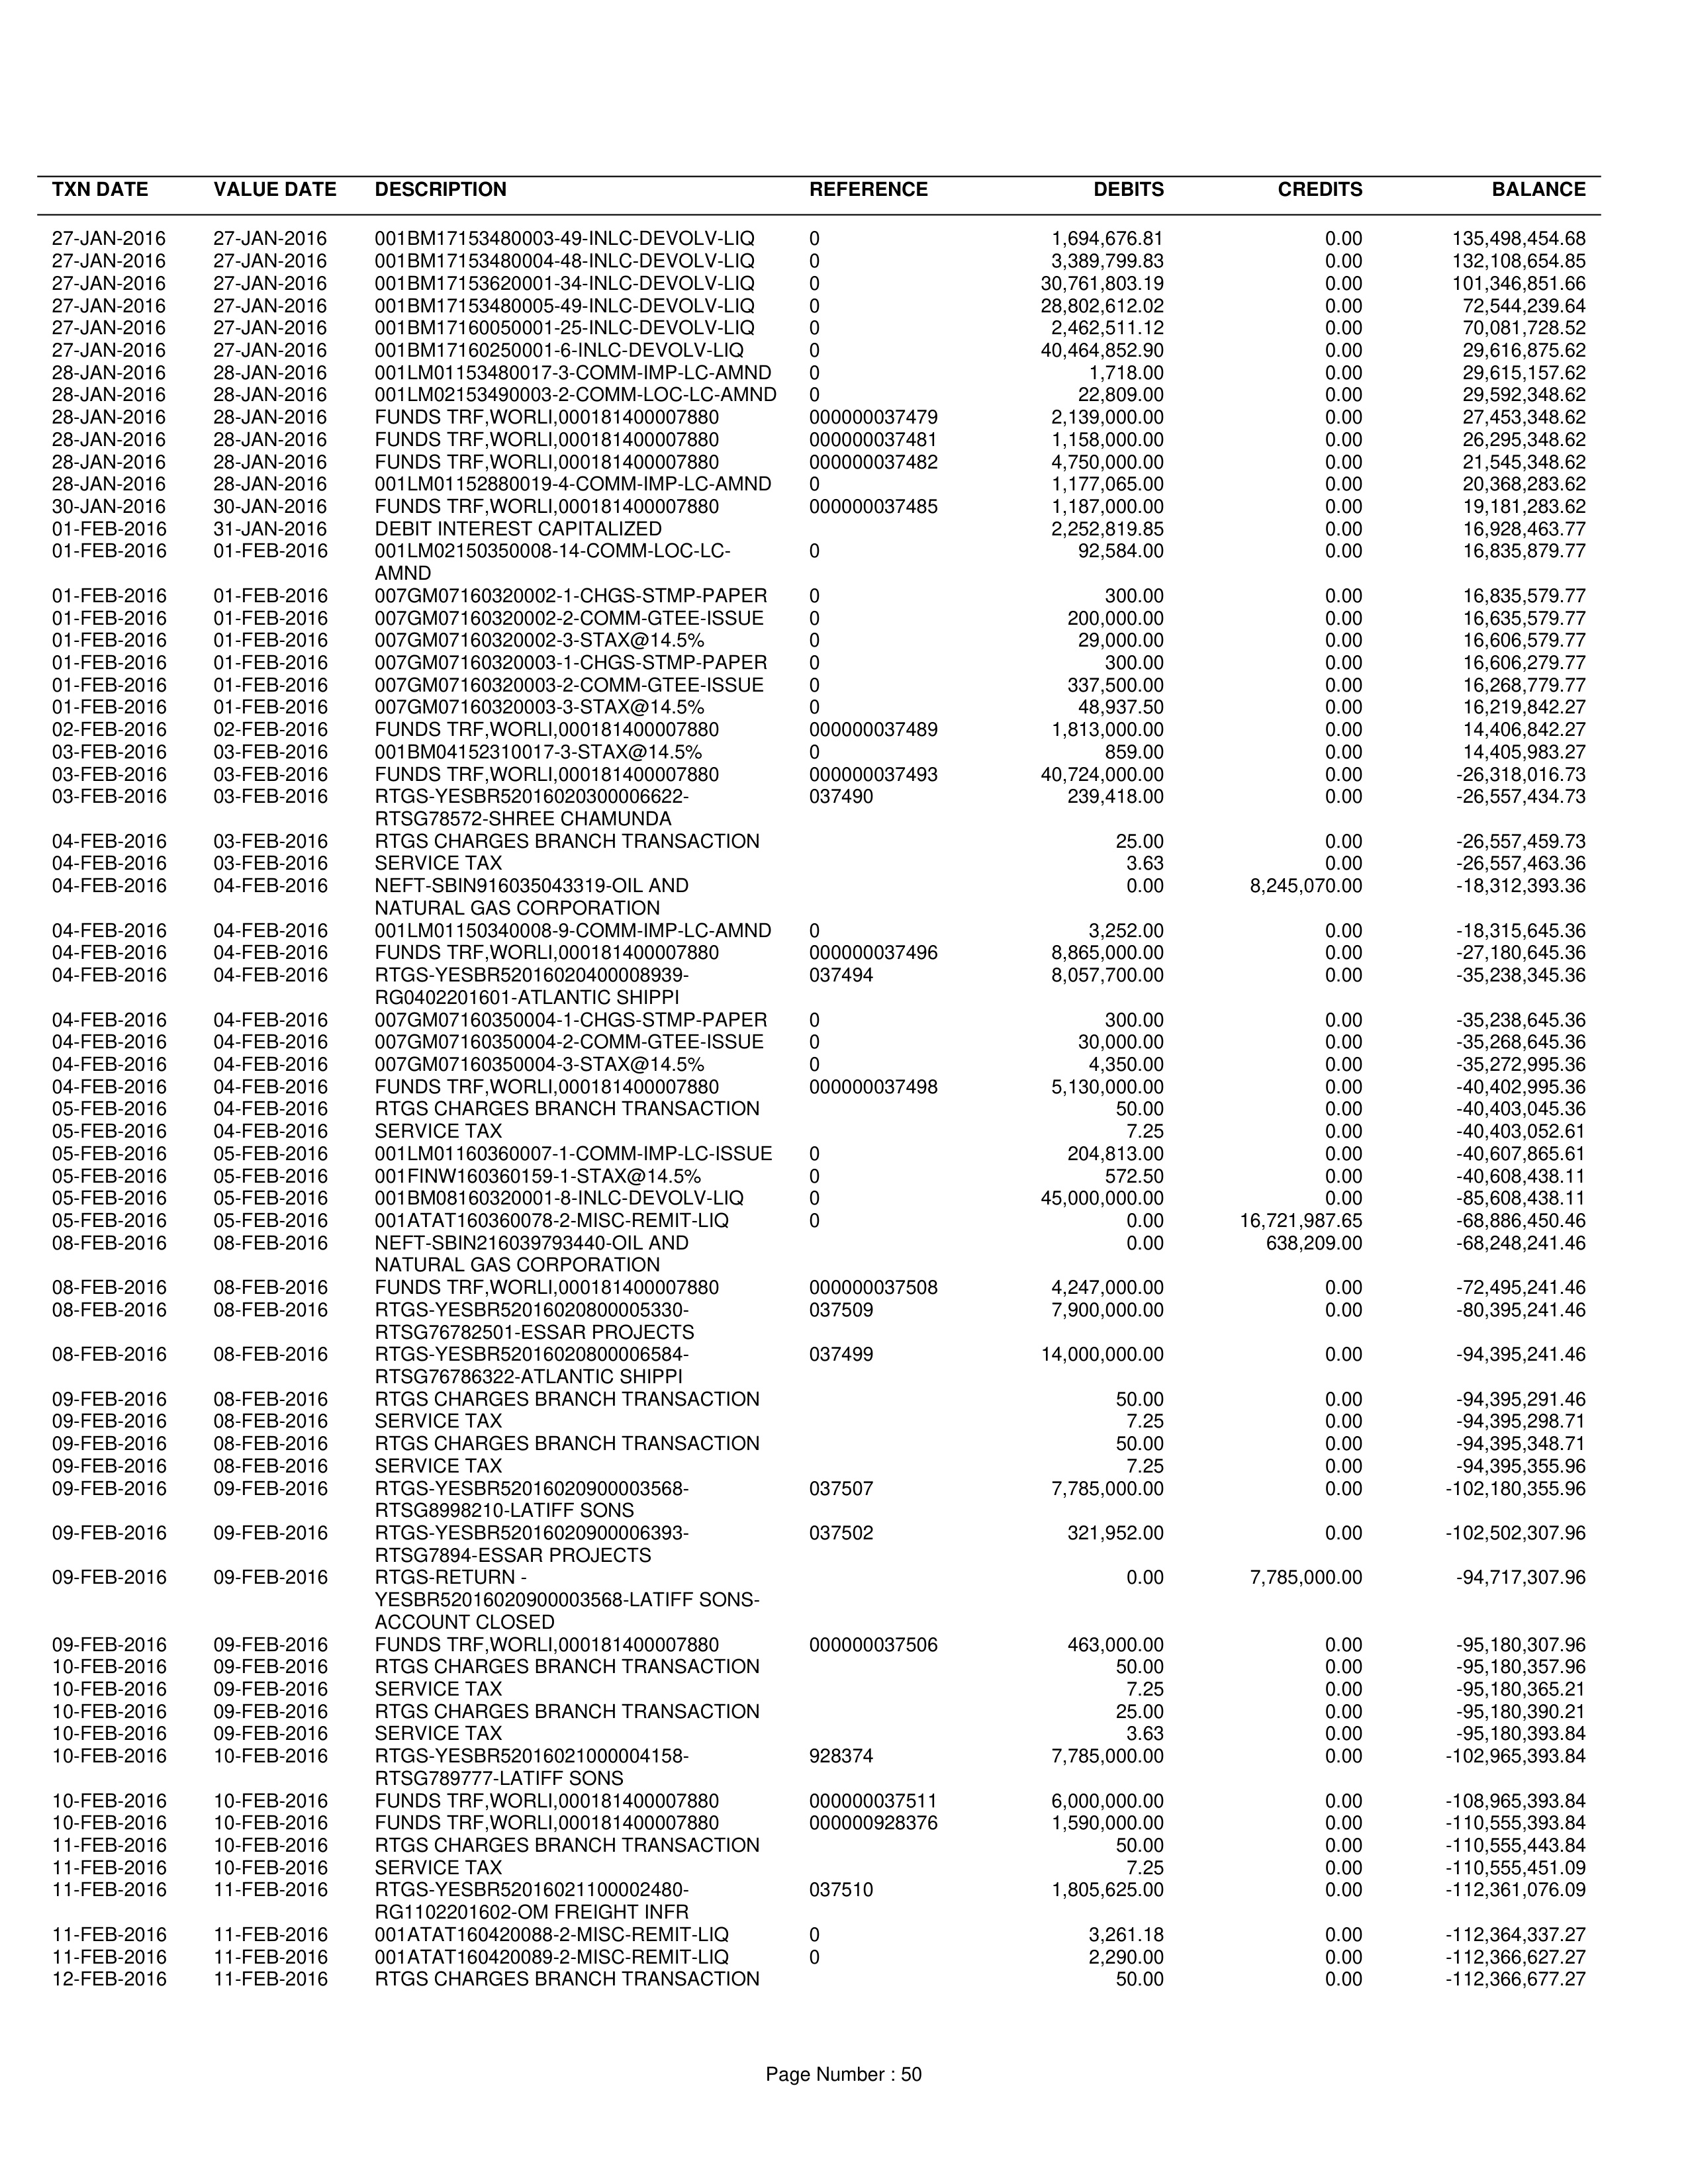 TXN DATE VALUE DATE DESCRIPTION REFERENCE DEBITS CREDITS BALANCE
27-JAN-2016 27-JAN-2016 001BM17153480003-49-INLC-DEVOLV-LIQ 0 1,694,676.81 0.00 135,498,454.68
27-JAN-2016 27-JAN-2016 001BM17153480004-48-INLC-DEVOLV-LIQ 0 3,389,799.83 0.00 132,108,654.85
27-JAN-2016 27-JAN-2016 001BM17153620001-34-INLC-DEVOLV-LIQ 0 30,761,803.19 0.00 101,346,851.66
27-JAN-2016 27-JAN-2016 001BM17153480005-49-INLC-DEVOLV-LIQ 0 28,802,612.02 0.00 72,544,239.64
27-JAN-2016 27-JAN-2016 001BM17160050001-25-INLC-DEVOLV-LIQ 0 2,462,511.12 0.00 70,081,728.52
27-JAN-2016 27-JAN-2016 001BM17160250001-6-INLC-DEVOLV-LIQ 0 40,464,852.90 0.00 29,616,875.62
28-JAN-2016 28-JAN-2016 001LM01153480017-3-COMM-IMP-LC-AMND 0 1,718.00 0.00 29,615,157.62
28-JAN-2016 28-JAN-2016 001LM02153490003-2-COMM-LOC-LC-AMND 0 22,809.00 0.00 29,592,348.62
28-JAN-2016 28-JAN-2016 FUNDS TRF,WORLI,000181400007880 000000037479 2,139,000.00 0.00 27,453,348.62
28-JAN-2016 28-JAN-2016 FUNDS TRF,WORLI,000181400007880 000000037481 1,158,000.00 0.00 26,295,348.62
28-JAN-2016 28-JAN-2016 FUNDS TRF,WORLI,000181400007880 000000037482 4,750,000.00 0.00 21,545,348.62
28-JAN-2016 28-JAN-2016 001LM01152880019-4-COMM-IMP-LC-AMND 0 1,177,065.00 0.00 20,368,283.62
30-JAN-2016 30-JAN-2016 FUNDS TRF,WORLI,000181400007880 000000037485 1,187,000.00 0.00 19,181,283.62
01-FEB-2016 31-JAN-2016 DEBIT INTEREST CAPITALIZED 2,252,819.85 0.00 16,928,463.77
01-FEB-2016 01-FEB-2016 001LM02150350008-14-COMM-LOC-LC- 0 92,584.00 0.00 16,835,879.77
AMND
01-FEB-2016 01-FEB-2016 007GM07160320002-1-CHGS-STMP-PAPER 0 300.00 0.00 16,835,579.77
01-FEB-2016 01-FEB-2016 007GM07160320002-2-COMM-GTEE-ISSUE 0 200,000.00 0.00 16,635,579.77
01-FEB-2016 01-FEB-2016 007GM07160320002-3-STAX@14.5% 0 29,000.00 0.00 16,606,579.77
01-FEB-2016 01-FEB-2016 007GM07160320003-1-CHGS-STMP-PAPER 0 300.00 0.00 16,606,279.77
01-FEB-2016 01-FEB-2016 007GM07160320003-2-COMM-GTEE-ISSUE 0 337,500.00 0.00 16,268,779.77
01-FEB-2016 01-FEB-2016 007GM07160320003-3-STAX@14.5% 0 48,937.50 0.00 16,219,842.27
02-FEB-2016 02-FEB-2016 FUNDS TRF,WORLI,000181400007880 000000037489 1,813,000.00 0.00 14,406,842.27
03-FEB-2016 03-FEB-2016 001BM04152310017-3-STAX@14.5% 0 859.00 0.00 14,405,983.27
03-FEB-2016 03-FEB-2016 FUNDS TRF,WORLI,000181400007880 000000037493 40,724,000.00 0.00 -26,318,016.73
03-FEB-2016 03-FEB-2016 RTGS-YESBR52016020300006622- 037490 239,418.00 0.00 -26,557,434.73
RTSG78572-SHREE CHAMUNDA
04-FEB-2016 03-FEB-2016 RTGS CHARGES BRANCH TRANSACTION 25.00 0.00 -26,557,459.73
04-FEB-2016 03-FEB-2016 SERVICE TAX 3.63 0.00 -26,557,463.36
04-FEB-2016 04-FEB-2016 NEFT-SBIN916035043319-OIL AND 0.00 8,245,070.00 -18,312,393.36
NATURAL GAS CORPORATION
04-FEB-2016 04-FEB-2016 001LM01150340008-9-COMM-IMP-LC-AMND 0 3,252.00 0.00 -18,315,645.36
04-FEB-2016 04-FEB-2016 FUNDS TRF,WORLI,000181400007880 000000037496 8,865,000.00 0.00 -27,180,645.36
04-FEB-2016 04-FEB-2016 RTGS-YESBR52016020400008939- 037494 8,057,700.00 0.00 -35,238,345.36
RG0402201601-ATLANTIC SHIPPI
04-FEB-2016 04-FEB-2016 007GM07160350004-1-CHGS-STMP-PAPER 0 300.00 0.00 -35,238,645.36
04-FEB-2016 04-FEB-2016 007GM07160350004-2-COMM-GTEE-ISSUE 0 30,000.00 0.00 -35,268,645.36
04-FEB-2016 04-FEB-2016 007GM07160350004-3-STAX@14.5% 0 4,350.00 0.00 -35,272,995.36
04-FEB-2016 04-FEB-2016 FUNDS TRF,WORLI,000181400007880 000000037498 5,130,000.00 0.00 -40,402,995.36
05-FEB-2016 04-FEB-2016 RTGS CHARGES BRANCH TRANSACTION 50.00 0.00 -40,403,045.36
05-FEB-2016 04-FEB-2016 SERVICE TAX 7.25 0.00 -40,403,052.61
05-FEB-2016 05-FEB-2016 001LM01160360007-1-COMM-IMP-LC-ISSUE 0 204,813.00 0.00 -40,607,865.61
05-FEB-2016 05-FEB-2016 001FINW160360159-1-STAX@14.5% 0 572.50 0.00 -40,608,438.11
05-FEB-2016 05-FEB-2016 001BM08160320001-8-INLC-DEVOLV-LIQ 0 45,000,000.00 0.00 -85,608,438.11
05-FEB-2016 05-FEB-2016 001ATAT160360078-2-MISC-REMIT-LIQ 0 0.00 16,721,987.65 -68,886,450.46
08-FEB-2016 08-FEB-2016 NEFT-SBIN216039793440-OIL AND 0.00 638,209.00 -68,248,241.46
NATURAL GAS CORPORATION
08-FEB-2016 08-FEB-2016 FUNDS TRF,WORLI,000181400007880 000000037508 4,247,000.00 0.00 -72,495,241.46
08-FEB-2016 08-FEB-2016 RTGS-YESBR52016020800005330- 037509 7,900,000.00 0.00 -80,395,241.46
RTSG76782501-ESSAR PROJECTS
08-FEB-2016 08-FEB-2016 RTGS-YESBR52016020800006584- 037499 14,000,000.00 0.00 -94,395,241.46
RTSG76786322-ATLANTIC SHIPPI
09-FEB-2016 08-FEB-2016 RTGS CHARGES BRANCH TRANSACTION 50.00 0.00 -94,395,291.46
09-FEB-2016 08-FEB-2016 SERVICE TAX 7.25 0.00 -94,395,298.71
09-FEB-2016 08-FEB-2016 RTGS CHARGES BRANCH TRANSACTION 50.00 0.00 -94,395,348.71
09-FEB-2016 08-FEB-2016 SERVICE TAX 7.25 0.00 -94,395,355.96
09-FEB-2016 09-FEB-2016 RTGS-YESBR52016020900003568- 037507 7,785,000.00 0.00 -102,180,355.96
RTSG8998210-LATIFF SONS
09-FEB-2016 09-FEB-2016 RTGS-YESBR52016020900006393- 037502 321,952.00 0.00 -102,502,307.96
RTSG7894-ESSAR PROJECTS
09-FEB-2016 09-FEB-2016 RTGS-RETURN - 0.00 7,785,000.00 -94,717,307.96
YESBR52016020900003568-LATIFF SONS-
ACCOUNT CLOSED
09-FEB-2016 09-FEB-2016 FUNDS TRF,WORLI,000181400007880 000000037506 463,000.00 0.00 -95,180,307.96
10-FEB-2016 09-FEB-2016 RTGS CHARGES BRANCH TRANSACTION 50.00 0.00 -95,180,357.96
10-FEB-2016 09-FEB-2016 SERVICE TAX 7.25 0.00 -95,180,365.21
10-FEB-2016 09-FEB-2016 RTGS CHARGES BRANCH TRANSACTION 25.00 0.00 -95,180,390.21
10-FEB-2016 09-FEB-2016 SERVICE TAX 3.63 0.00 -95,180,393.84
10-FEB-2016 10-FEB-2016 RTGS-YESBR52016021000004158- 928374 7,785,000.00 0.00 -102,965,393.84
RTSG789777-LATIFF SONS
10-FEB-2016 10-FEB-2016 FUNDS TRF,WORLI,000181400007880 000000037511 6,000,000.00 0.00 -108,965,393.84
10-FEB-2016 10-FEB-2016 FUNDS TRF,WORLI,000181400007880 000000928376 1,590,000.00 0.00 -110,555,393.84
11-FEB-2016 10-FEB-2016 RTGS CHARGES BRANCH TRANSACTION 50.00 0.00 -110,555,443.84
11-FEB-2016 10-FEB-2016 SERVICE TAX 7.25 0.00 -110,555,451.09
11-FEB-2016 11-FEB-2016 RTGS-YESBR52016021100002480- 037510 1,805,625.00 0.00 -112,361,076.09
RG1102201602-OM FREIGHT INFR
11-FEB-2016 11-FEB-2016 001ATAT160420088-2-MISC-REMIT-LIQ 0 3,261.18 0.00 -112,364,337.27
11-FEB-2016 11-FEB-2016 001ATAT160420089-2-MISC-REMIT-LIQ 0 2,290.00 0.00 -112,366,627.27
12-FEB-2016 11-FEB-2016 RTGS CHARGES BRANCH TRANSACTION 50.00 0.00 -112,366,677.27
Page Number : 50